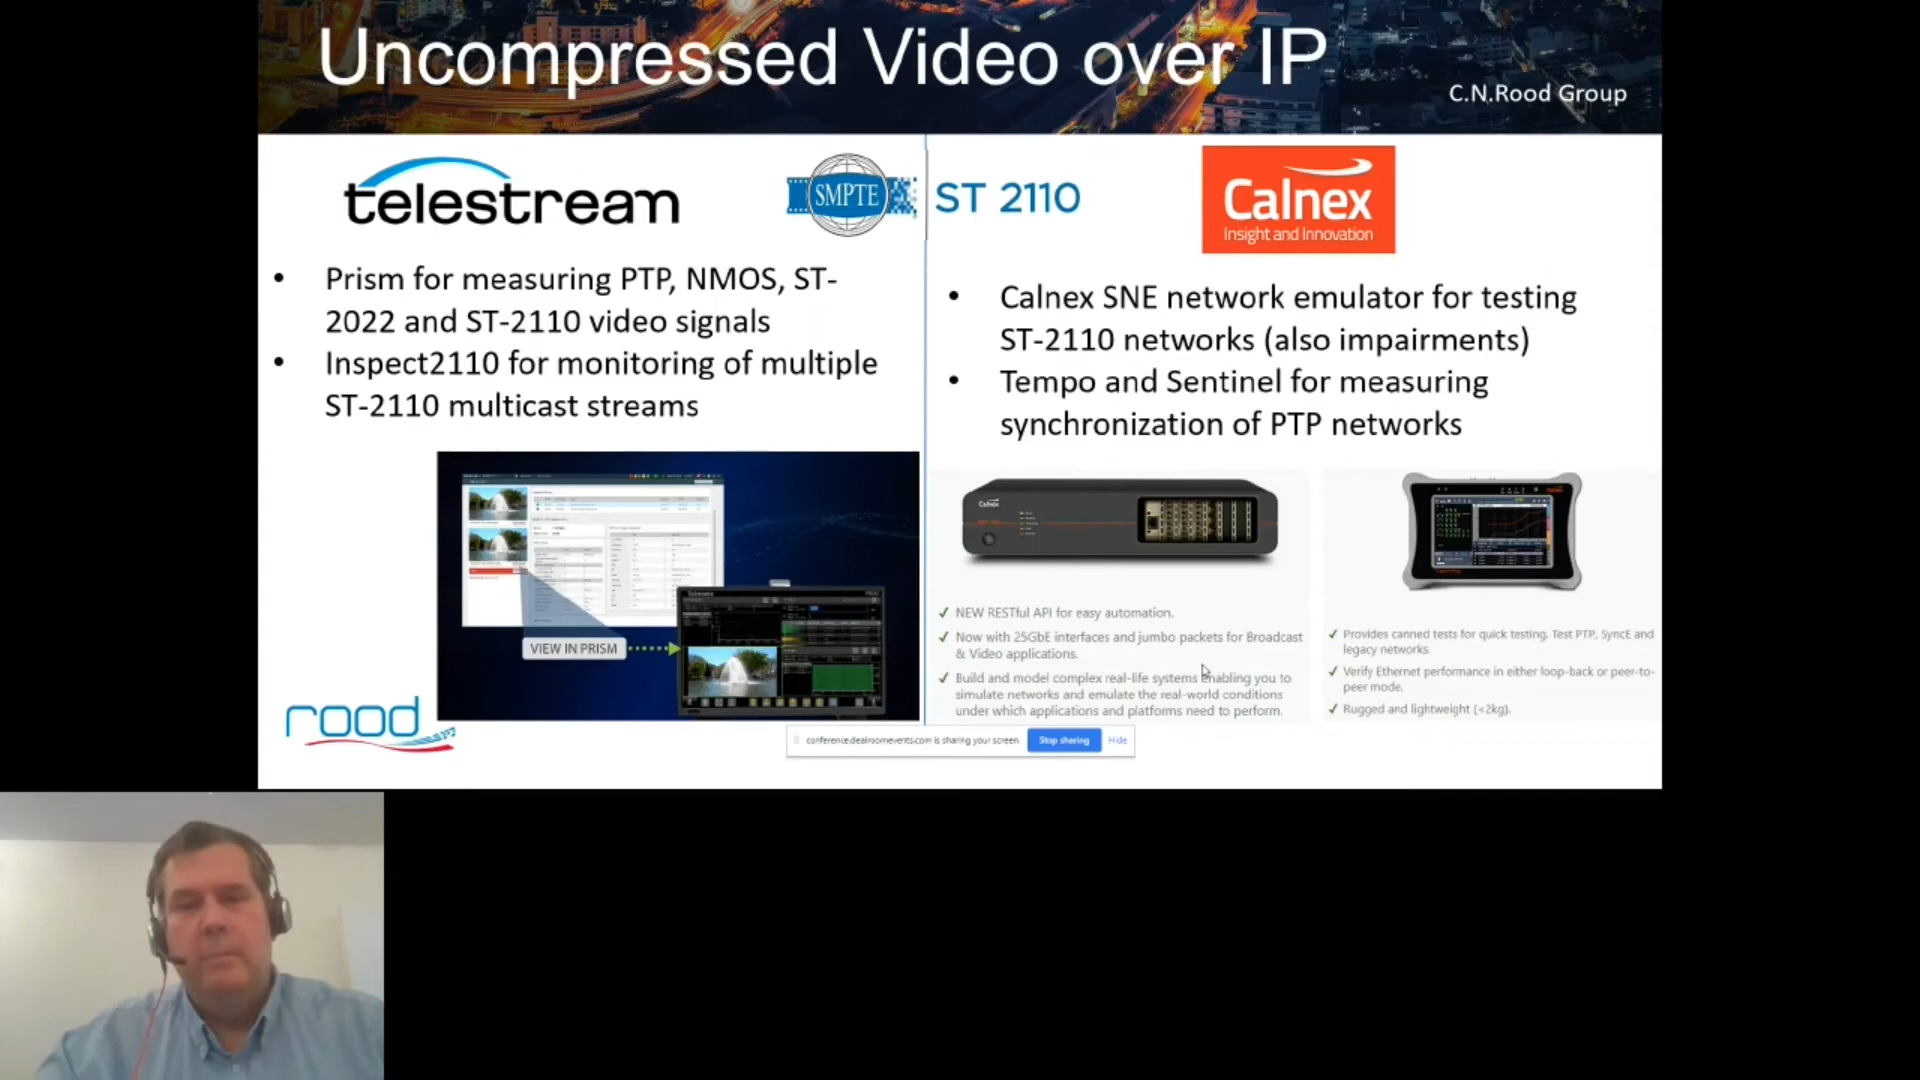 Uncompressed Video over IP
C.N.Rood Group
telestream
SMPTE
ST 2110
Calnex
Insight and Innovation
• Prism for measuring PTP, NMOS, ST-
2022 and ST-2110 video signals
• Inspect2110 for monitoring of multiple
ST-2110 multicast streams
• Calnex SNE network emulator for testing
ST-2110 networks (also impairments)
• Tempo and Sentinel for measuring
synchronization of PTP networks
VIEW IN PRISM
Calnex
✓ NEW RESTful API for easy automation.
✓ Now with 25GbE interfaces and jumbo packets for Broadcast
& Video applications.
✓ Build and model complex real-life systems enabling you to
simulate networks and emulate the real-world conditions
under which applications and platforms need to perform.
✓ Provides canned tests for quick testing. Test PTP, SyncE and
legacy networks.
✓ Verify Ethernet performance in either loop-back or peer-to-
peer mode.
✓ Rugged and lightweight (<2kg).
rood
conference.dealroomevents.com is sharing your screen.
Stop sharing
Hide